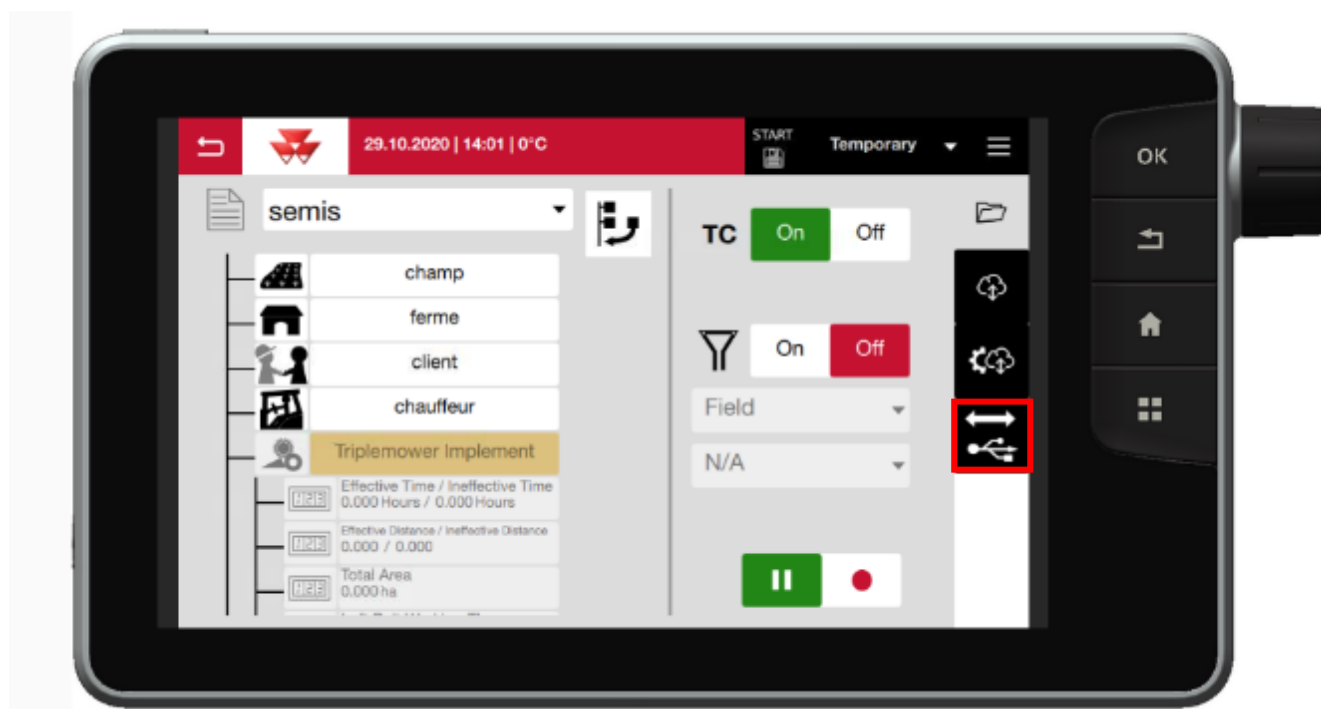 29.10.2020 | 14:01 | 0°C
START
Temporary
OK
semis
TC
On
Off
champ
ferme
client
chauffeur
On
Off
Triplemower Implement
Field
N/A
Effective Time / Ineffective Time
0.000 Hours / 0.000 Hours
Effective Distance / Ineffective Distance
0.000 / 0.000
Total Area
0.000 ha